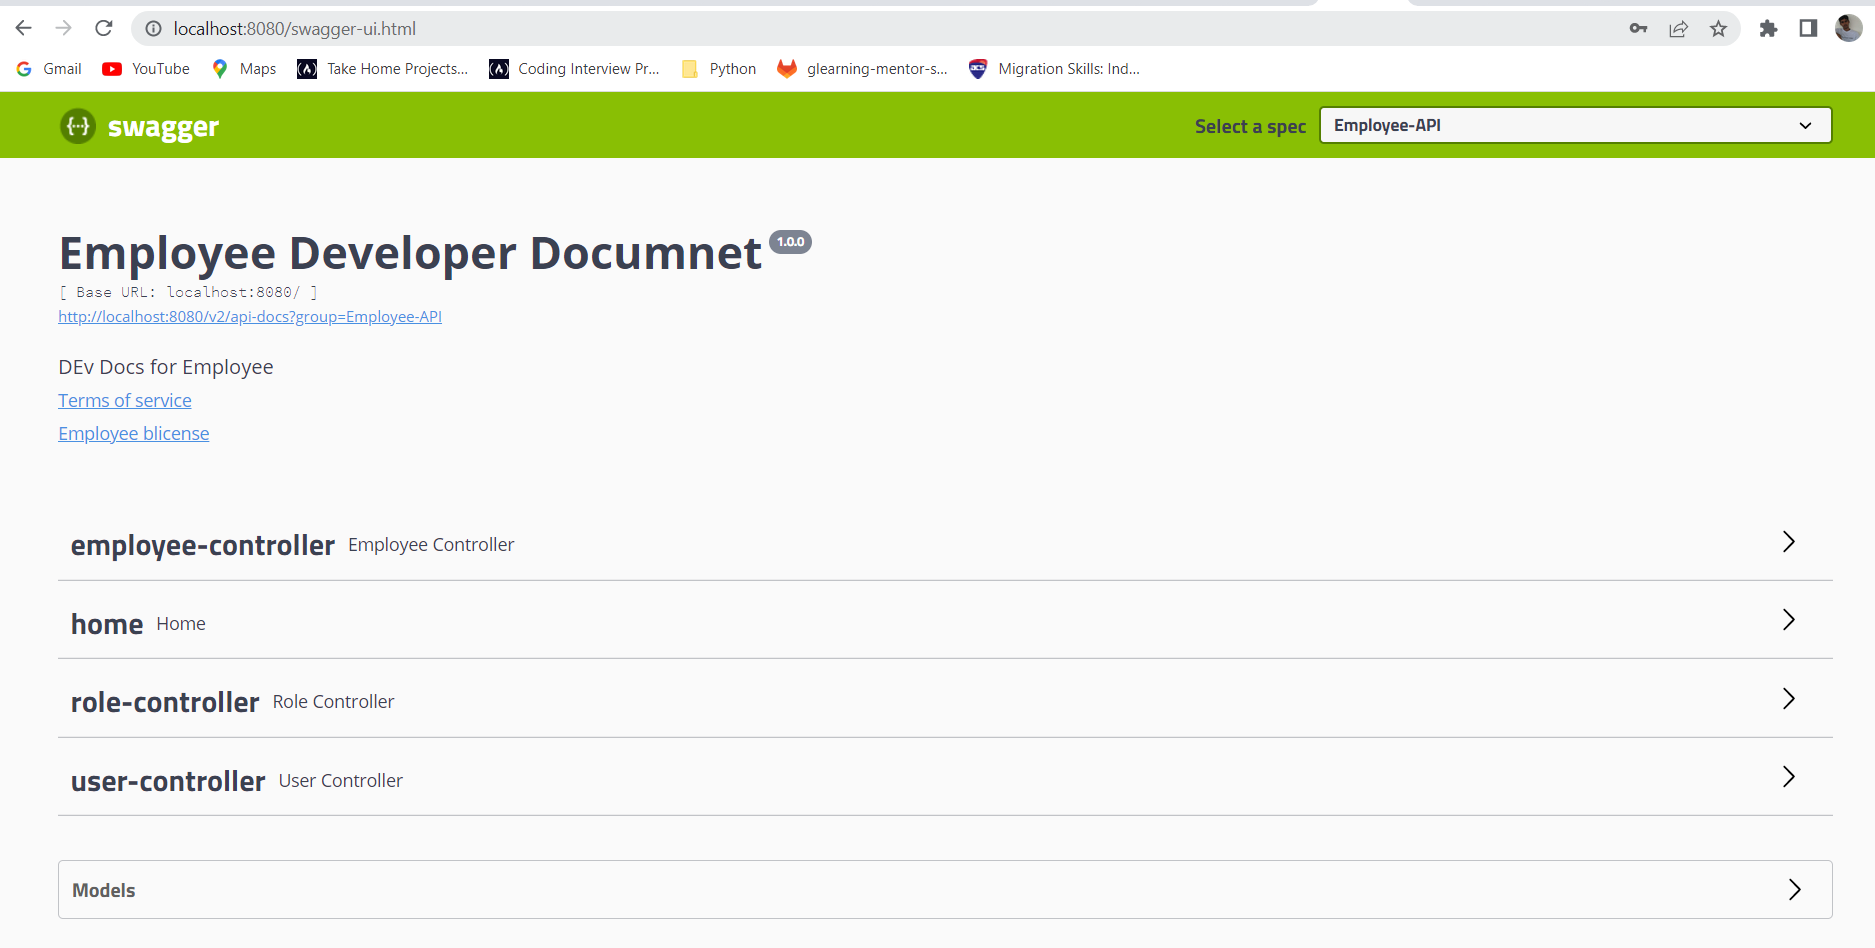 localhost:8080/swagger-ui.html
Gmail YouTube Maps Take Home Projects... Coding Interview Pr... Python glearning-mentor-s... Migration Skills: Ind...
{...} swagger Select a spec Employee-API
Employee Developer Documnet 1.0.0
[ Base URL: localhost:8080/ ]
http://localhost:8080/v2/api-docs?group=Employee-API
DEv Docs for Employee
Terms of service
Employee blicense
employee-controller Employee Controller
home Home
role-controller Role Controller
user-controller User Controller
Models